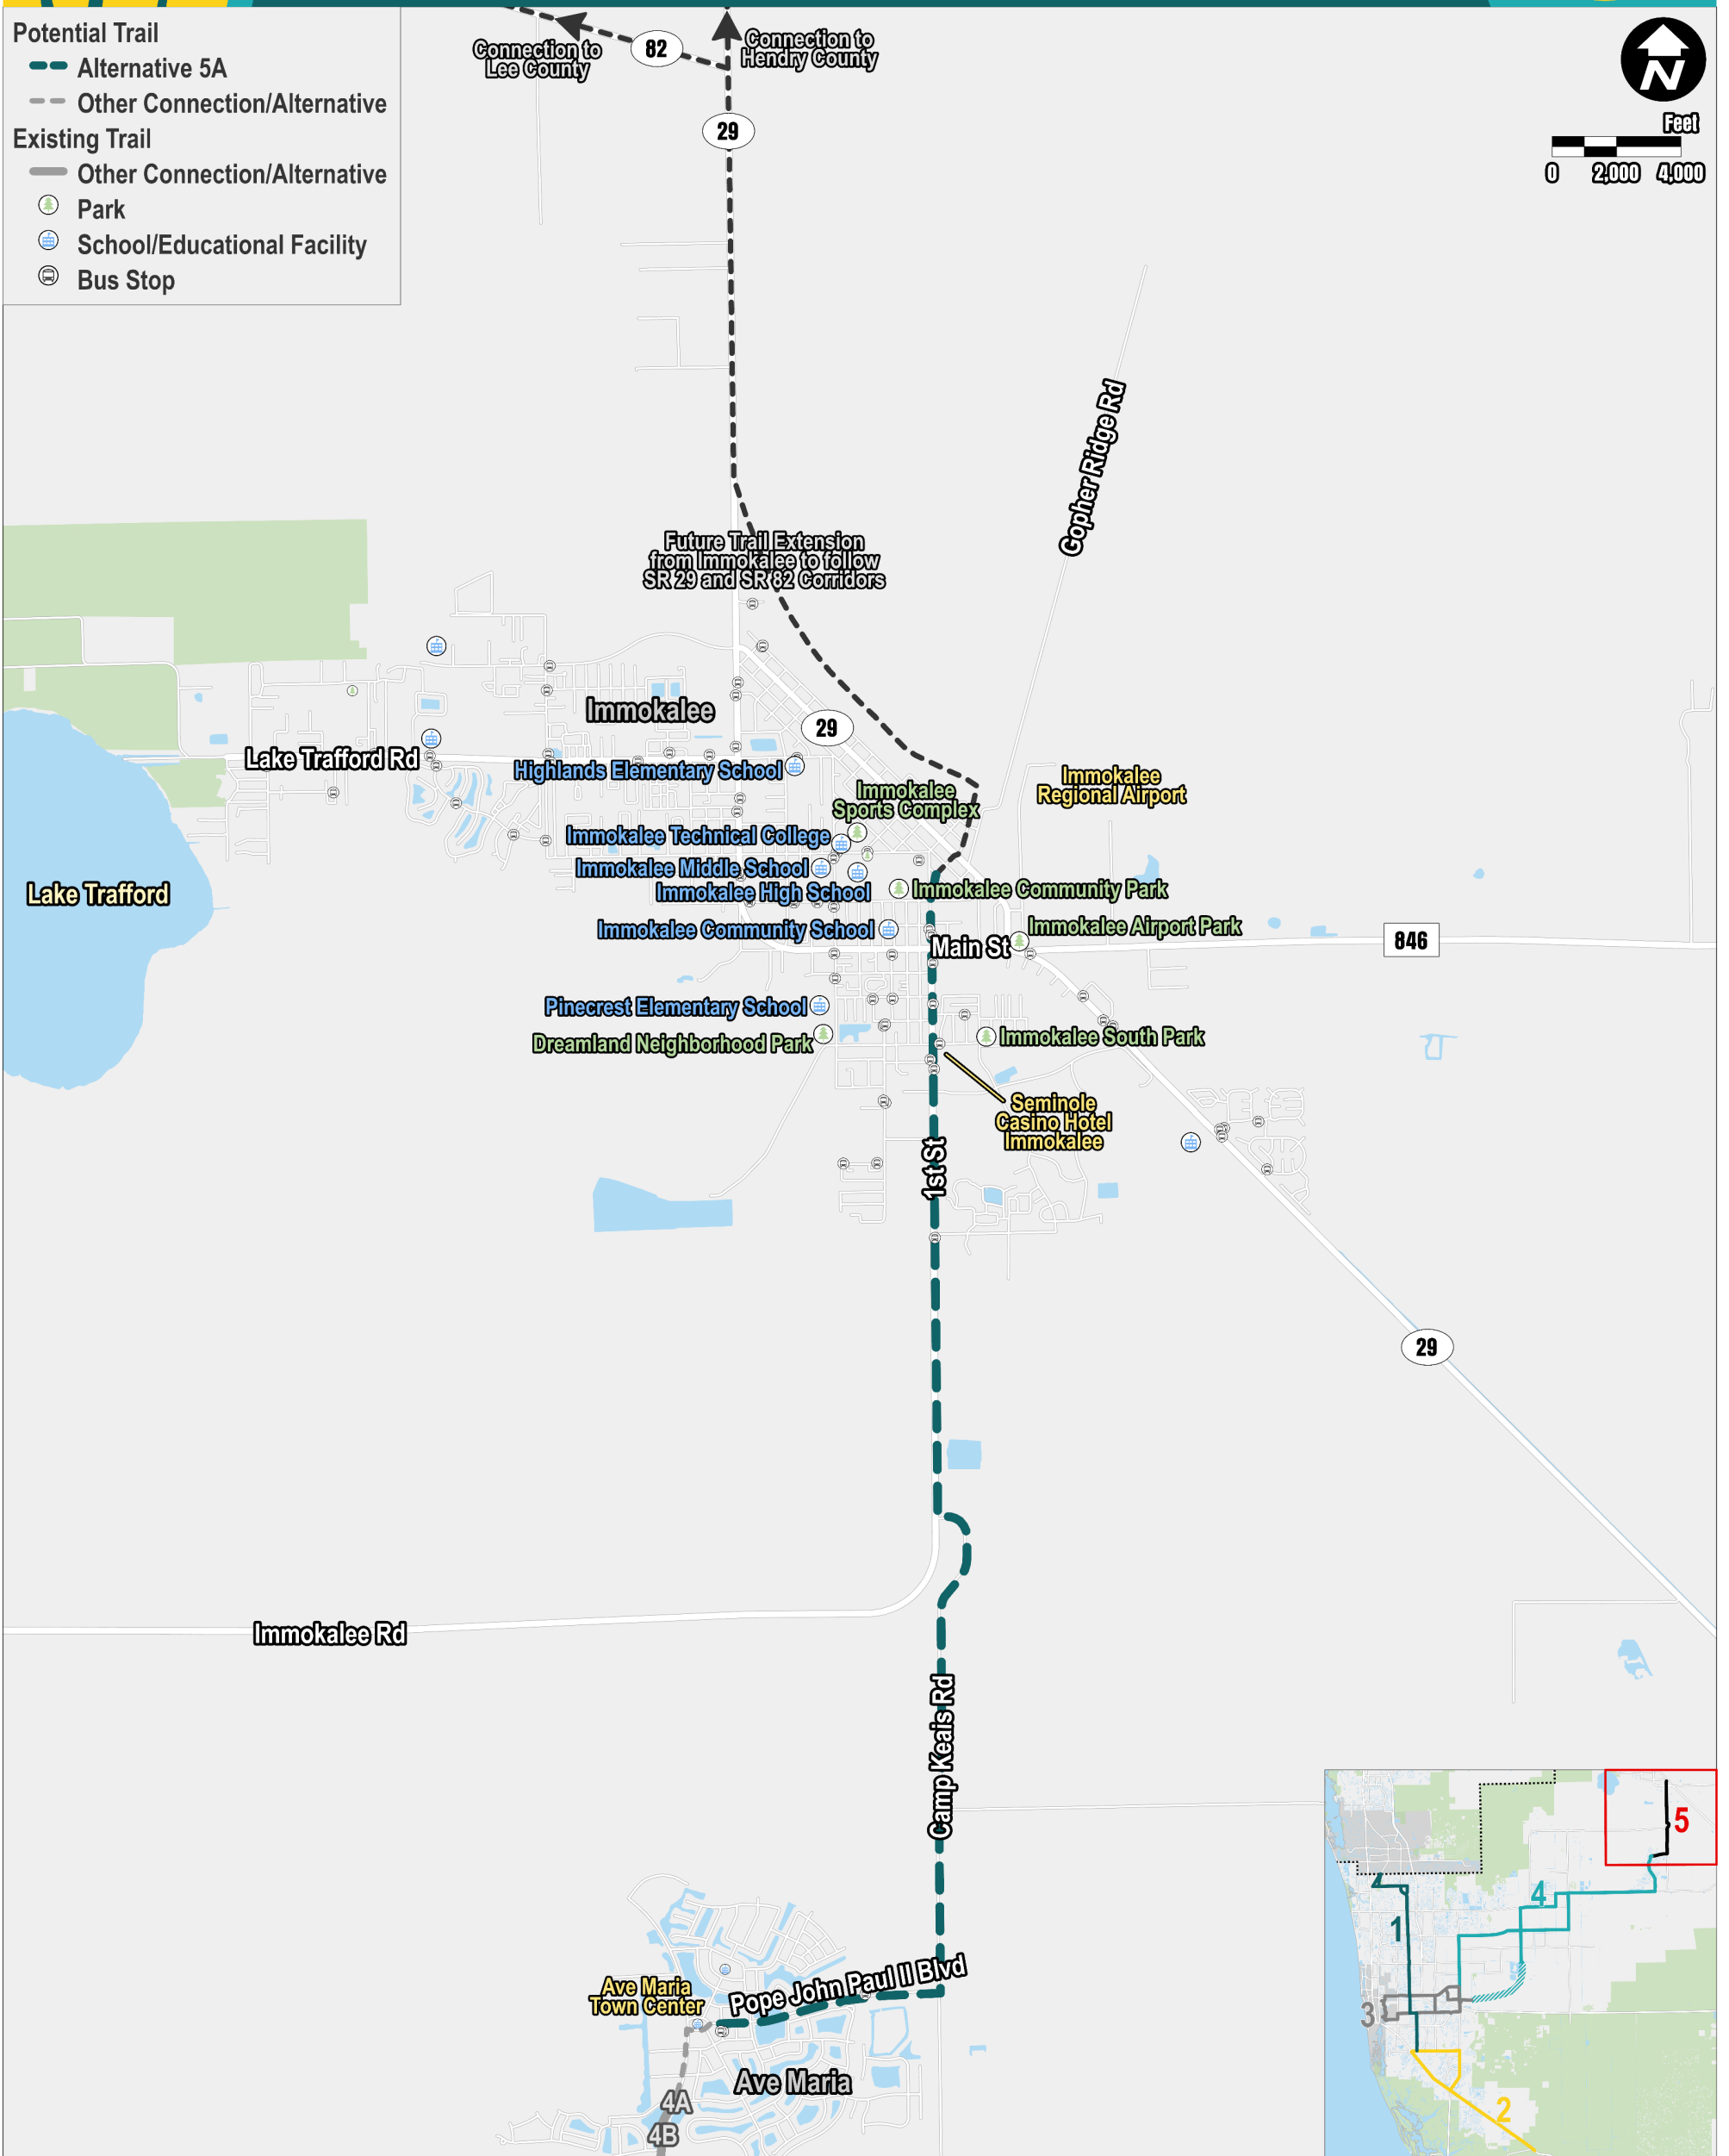 Potential Trail
Alternative 5A
Other Connection/Alternative
Existing Trail
Other Connection/Alternative
Park
School/Educational Facility
Bus Stop
Connection to
Lee County
82
Connection to
Hendry County
29
N
Feet
0 2,000 4,000
Gopher Ridge Rd
Future Trail Extension
from Immokalee to follow
SR 29 and SR 82 Corridors
Immokalee
29
Lake Trafford Rd
Highlands Elementary School
Immokalee
Regional Airport
Immokalee
Sports Complex
Immokalee Technical College
Immokalee Middle School
Immokalee High School
Immokalee Community Park
Lake Trafford
Immokalee Community School
Immokalee Airport Park
Main St
846
Pinecrest Elementary School
Dreamland Neighborhood Park
Immokalee South Park
Seminole
Casino Hotel
Immokalee
1st St
29
Immokalee Rd
Camp Keais Rd
Pope John Paul II Blvd
Ave Maria
Town Center
Ave Maria
4A
4B
5
4
1
3
2